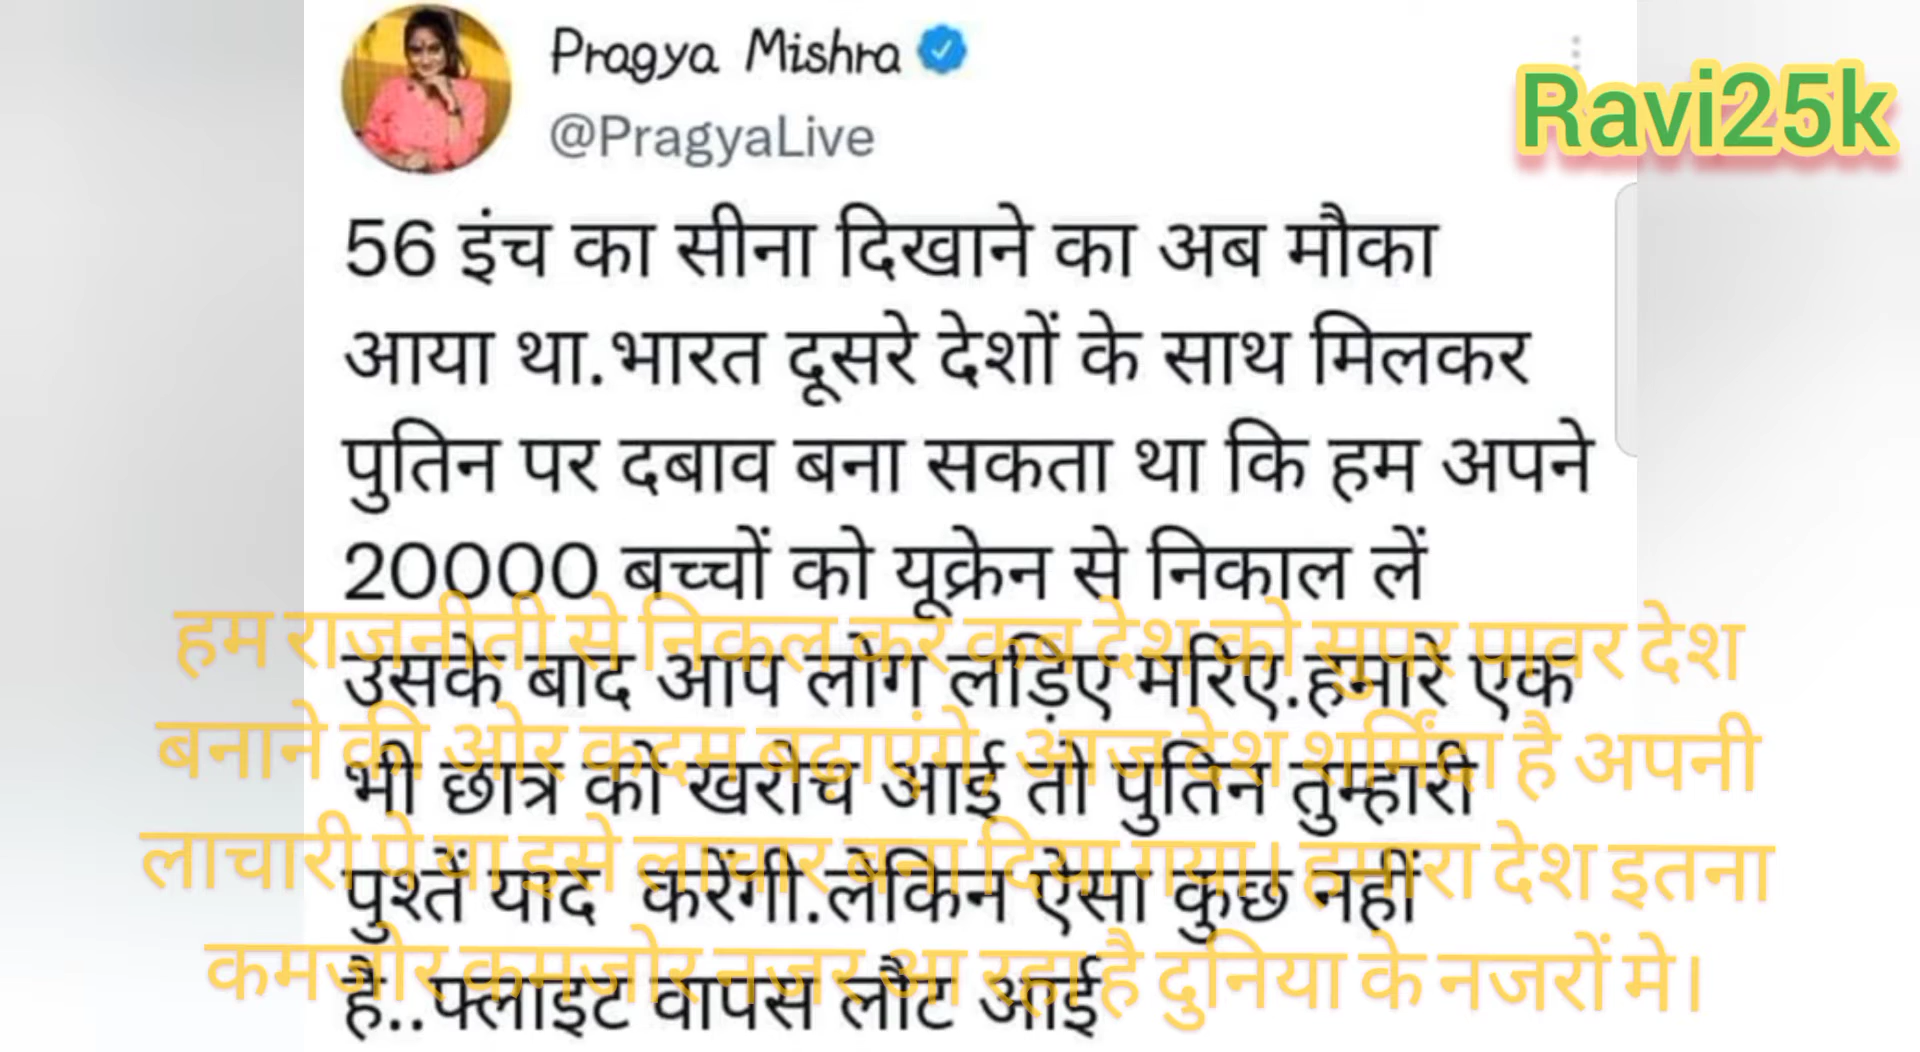 Pragya Mishra
@PragyaLive
Ravi25k
56 इंच का सीना दिखाने का अब मौका
आया था.भारत दूसरे देशों के साथ मिलकर
पुतिन पर दबाव बना सकता था कि हम अपने
20000 बच्चों को यूक्रेन से निकाल लें
उसके बाद आप लोग लड़िए मरिए.हमारे एक
भी छात्र को खरोंच आई तो पुतिन तुम्हारी
पुश्तें याद करेंगी.लेकिन ऐसा कुछ नहीं
है..फ्लाइट वापस लौट आई
हम राजनीती से निकल कर कब देश को सुपर पावर देश
बनाने की ओर कदम बढ़ाएंगे, आज देश शर्मिंदा है अपनी
लाचारी पे या इसे लाचार बना दिया गया। हमारा देश इतना
कमजोर कमजोर नजर आ रहा है दुनिया के नजरों मे।